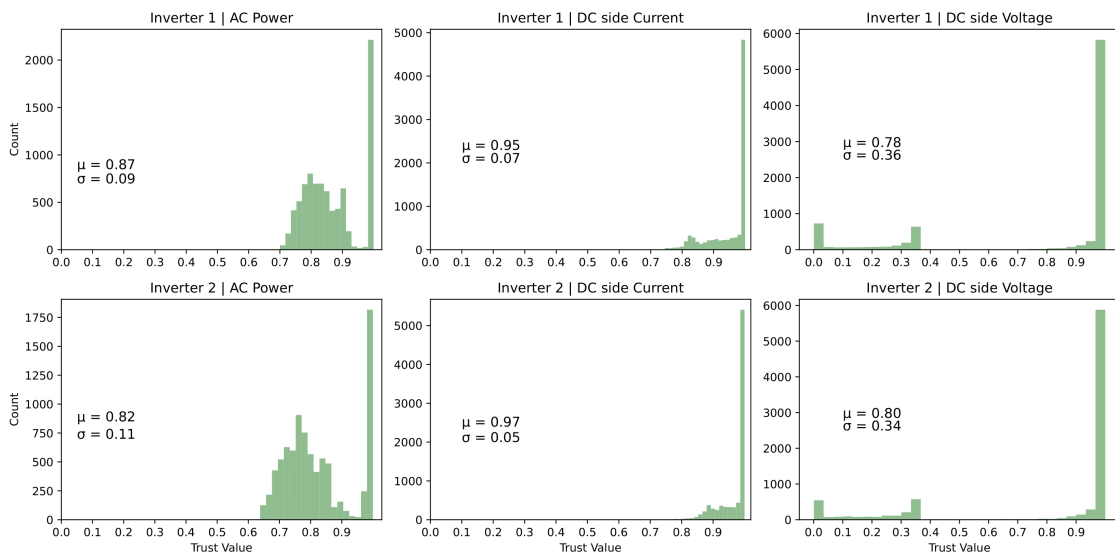 Inverter 1 | AC Power
Inverter 1 | DC side Current
Inverter 1 | DC side Voltage
Count
2000
1500
1000
500
0
μ = 0.87
σ = 0.09
0.0 0.1 0.2 0.3 0.4 0.5 0.6 0.7 0.8 0.9
5000
4000
3000
2000
1000
0
μ = 0.95
σ = 0.07
0.0 0.1 0.2 0.3 0.4 0.5 0.6 0.7 0.8 0.9
6000
5000
4000
3000
2000
1000
0
μ = 0.78
σ = 0.36
0.0 0.1 0.2 0.3 0.4 0.5 0.6 0.7 0.8 0.9
Inverter 2 | AC Power
Inverter 2 | DC side Current
Inverter 2 | DC side Voltage
Count
1750
1500
1250
1000
750
500
250
0
μ = 0.82
σ = 0.11
0.0 0.1 0.2 0.3 0.4 0.5 0.6 0.7 0.8 0.9
Trust Value
5000
4000
3000
2000
1000
0
μ = 0.97
σ = 0.05
0.0 0.1 0.2 0.3 0.4 0.5 0.6 0.7 0.8 0.9
Trust Value
6000
5000
4000
3000
2000
1000
0
μ = 0.80
σ = 0.34
0.0 0.1 0.2 0.3 0.4 0.5 0.6 0.7 0.8 0.9
Trust Value